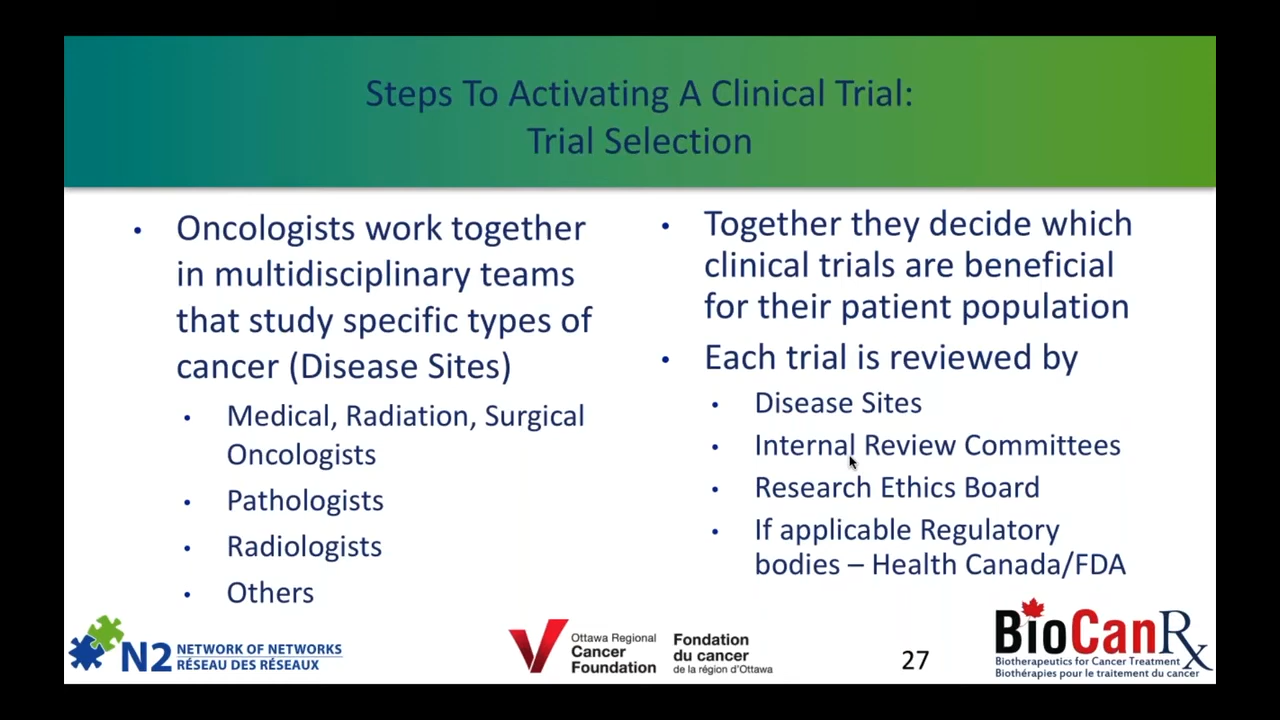 Steps To Activating A Clinical Trial:
Trial Selection
• Oncologists work together
in multidisciplinary teams
that study specific types of
cancer (Disease Sites)
• Medical, Radiation, Surgical
Oncologists
• Pathologists
• Radiologists
• Others
• Together they decide which
clinical trials are beneficial
for their patient population
• Each trial is reviewed by
• Disease Sites
• Internal Review Committees
• Research Ethics Board
• If applicable Regulatory
bodies – Health Canada/FDA
N2 NETWORK OF NETWORKS
RÉSEAU DES RÉSEAUX
Ottawa Regional
Cancer
Foundation
Fondation
du cancer
de la région d'Ottawa
27
BioCanRx
Biotherapeutics for Cancer Treatment
Biothérapies pour le traitement du cancer